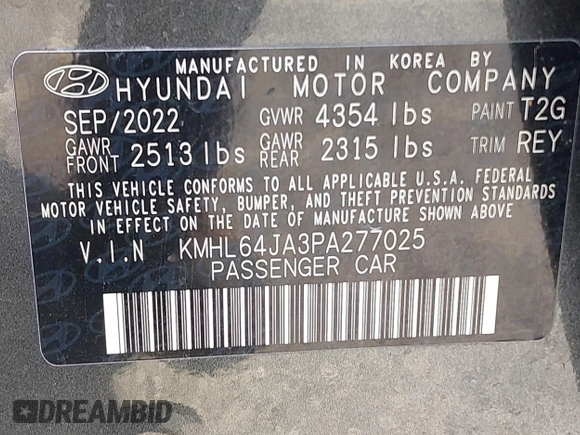 MANUFACTURED IN KOREA BY
HYUNDAI MOTOR COMPANY
SEP/2022 GVWR 4354 lbs PAINT T2G
GAWR FRONT 2513 lbs GAWR REAR 2315 lbs TRIM REY
THIS VEHICLE CONFORMS TO ALL APPLICABLE U.S.A. FEDERAL
MOTOR VEHICLE SAFETY, BUMPER, AND THEFT PREVENTION STANDARDS
IN EFFECT ON THE DATE OF MANUFACTURE SHOWN ABOVE.
V.I.N KMHL64JA3PA277025
PASSENGER CAR
DREAMBID